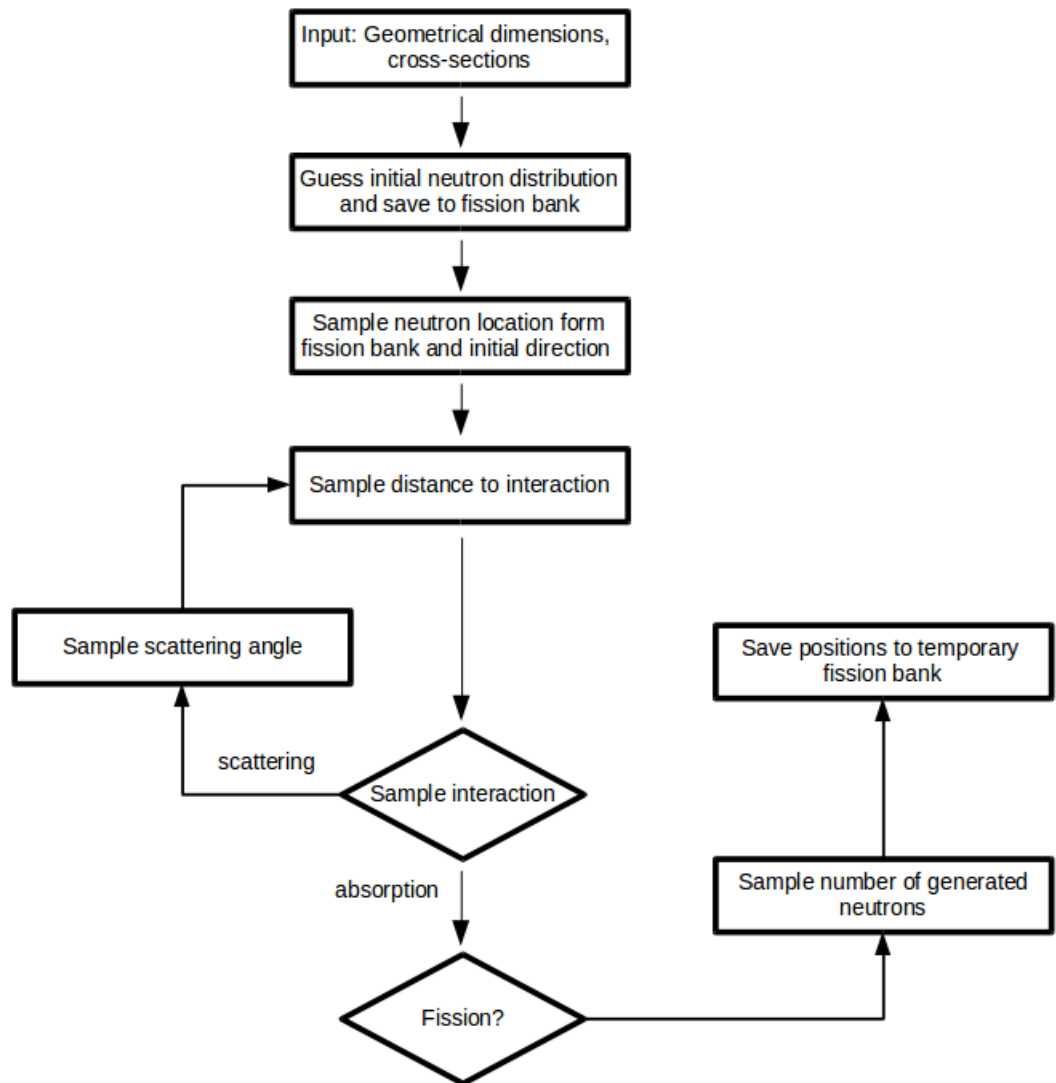 Input: Geometrical dimensions,
cross-sections
Guess initial neutron distribution
and save to fission bank
Sample neutron location form
fission bank and initial direction
Sample distance to interaction
Sample scattering angle
Save positions to temporary
fission bank
scattering
Sample interaction
absorption
Sample number of generated
neutrons
Fission?